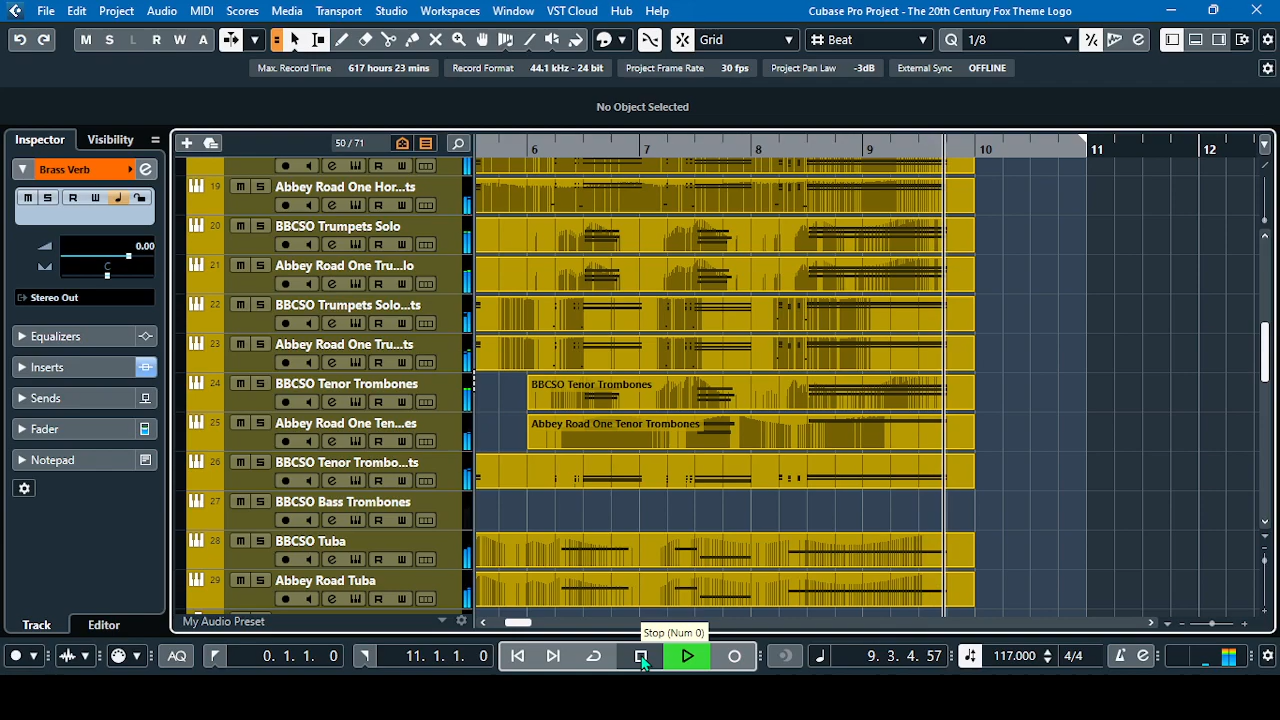 File Edit Project Audio MIDI Scores Media Transport Studio Workspaces Window VST Cloud Hub Help Cubase Pro Project - The 20th Century Fox Theme Logo
M S L R W A Grid Beat Q 1/8
Max. Record Time 617 hours 23 mins Record Format 44.1 kHz - 24 bit Project Frame Rate 30 fps Project Pan Law -3dB External Sync OFFLINE
No Object Selected
Inspector Visibility 50 / 71 6 7 8 9 10 11 12
Brass Verb
m S R W
0.00
C
Stereo Out
Equalizers
Inserts
Sends
Fader
Notepad
e R W
19 m S Abbey Road One Hor...ts
e R W
20 m S BBCSO Trumpets Solo
e R W
21 m S Abbey Road One Tru...lo
e R W
22 m S BBCSO Trumpets Solo...ts
e R W
23 m S Abbey Road One Tru...ts
e R W
24 m S BBCSO Tenor Trombones BBCSO Tenor Trombones
e R W
25 m S Abbey Road One Ten...es Abbey Road One Tenor Trombones
e R W
26 m S BBCSO Tenor Trombo...ts
e R W
27 m S BBCSO Bass Trombones
e R W
28 m S BBCSO Tuba
e R W
29 m S Abbey Road Tuba
e R W
Track Editor My Audio Preset
Stop (Num 0)
AQ 0. 1. 1. 0 11. 1. 1. 0 9. 3. 4. 57 117.000 4/4